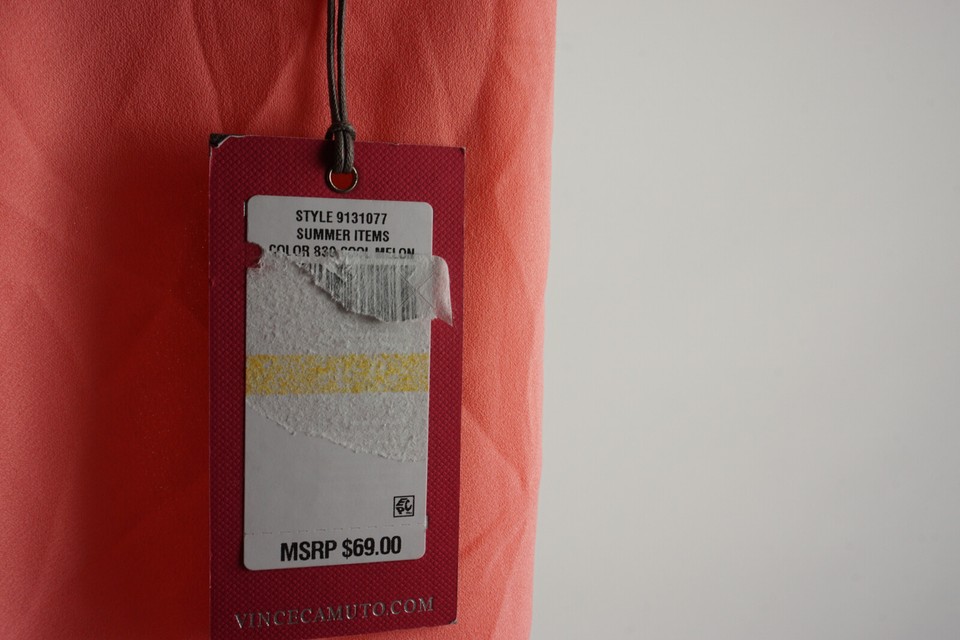 STYLE 9131077
SUMMER ITEMS
COLOR 830 COOL MELON
MSRP $69.00
VINCECAMUTO.COM